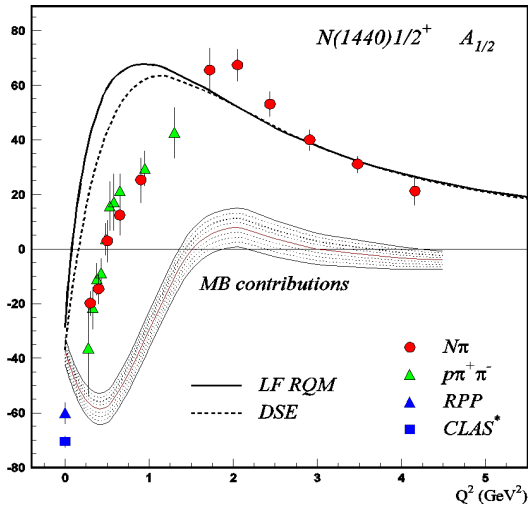 N(1440)1/2⁺ A₁/₂
80
60
40
20
0
-20
-40
-60
-80
MB contributions
LF RQM
DSE
Nπ
pπ⁺π⁻
RPP
CLAS*
0 1 2 3 4 5
Q² (GeV²)